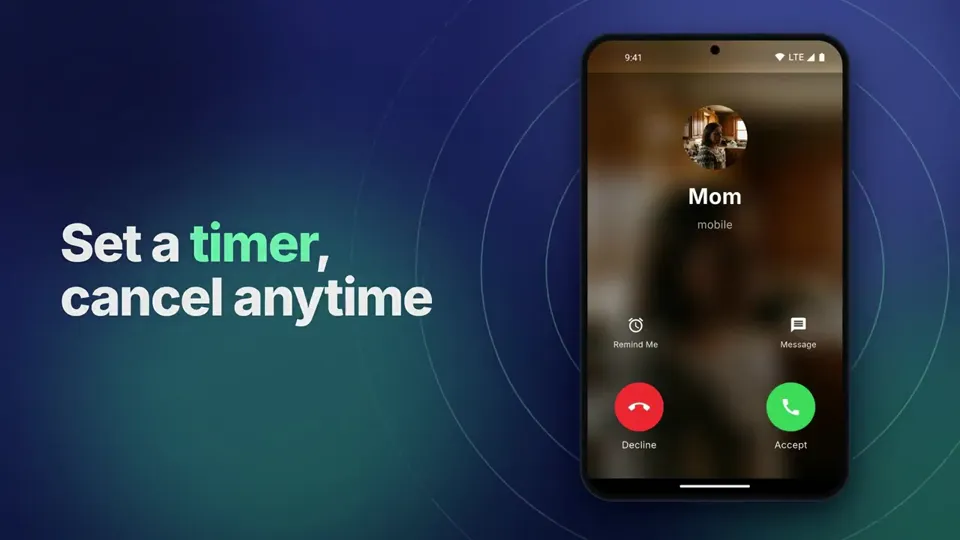 Set a timer,
cancel anytime
9:41
LTE
Mom
mobile
Remind Me
Message
Decline
Accept